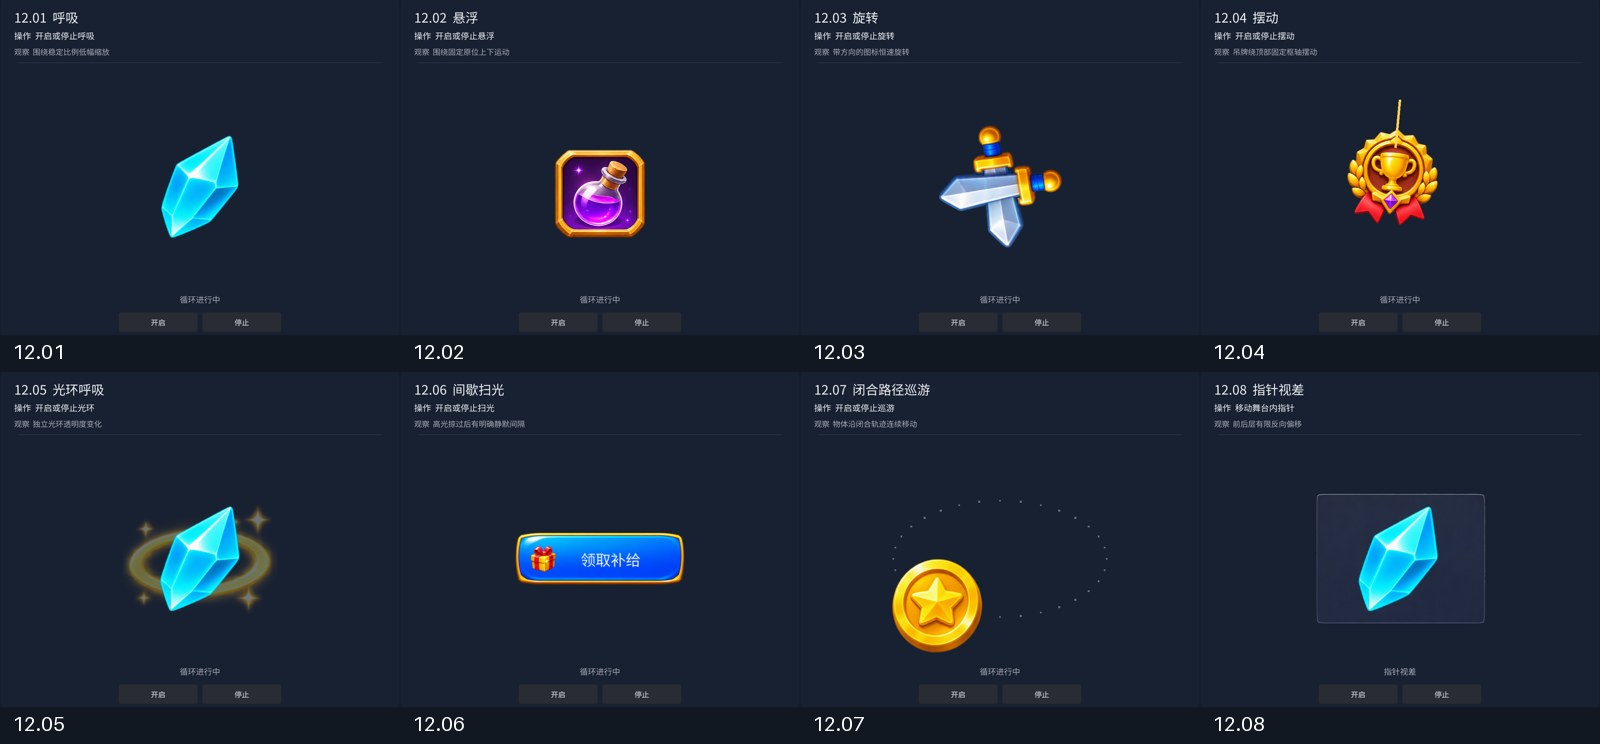 12.01 呼吸
操作 开启或停止呼吸
观察 围绕稳定比例低幅缩放
循环进行中
开启
停止
12.01
12.02 悬浮
操作 开启或停止悬浮
观察 围绕固定原位上下运动
循环进行中
开启
停止
12.02
12.03 旋转
操作 开启或停止旋转
观察 带方向的图标恒速旋转
循环进行中
开启
停止
12.03
12.04 摆动
操作 开启或停止摆动
观察 吊牌绕顶部固定枢轴摆动
循环进行中
开启
停止
12.04
12.05 光环呼吸
操作 开启或停止光环
观察 独立光环透明度变化
循环进行中
开启
停止
12.05
12.06 间歇扫光
操作 开启或停止扫光
观察 高光掠过后有明确静默间隔
领取补给
循环进行中
开启
停止
12.06
12.07 闭合路径巡游
操作 开启或停止巡游
观察 物体沿闭合轨迹连续移动
循环进行中
开启
停止
12.07
12.08 指针视差
操作 移动舞台内指针
观察 前后层有限反向偏移
指针视差
开启
停止
12.08